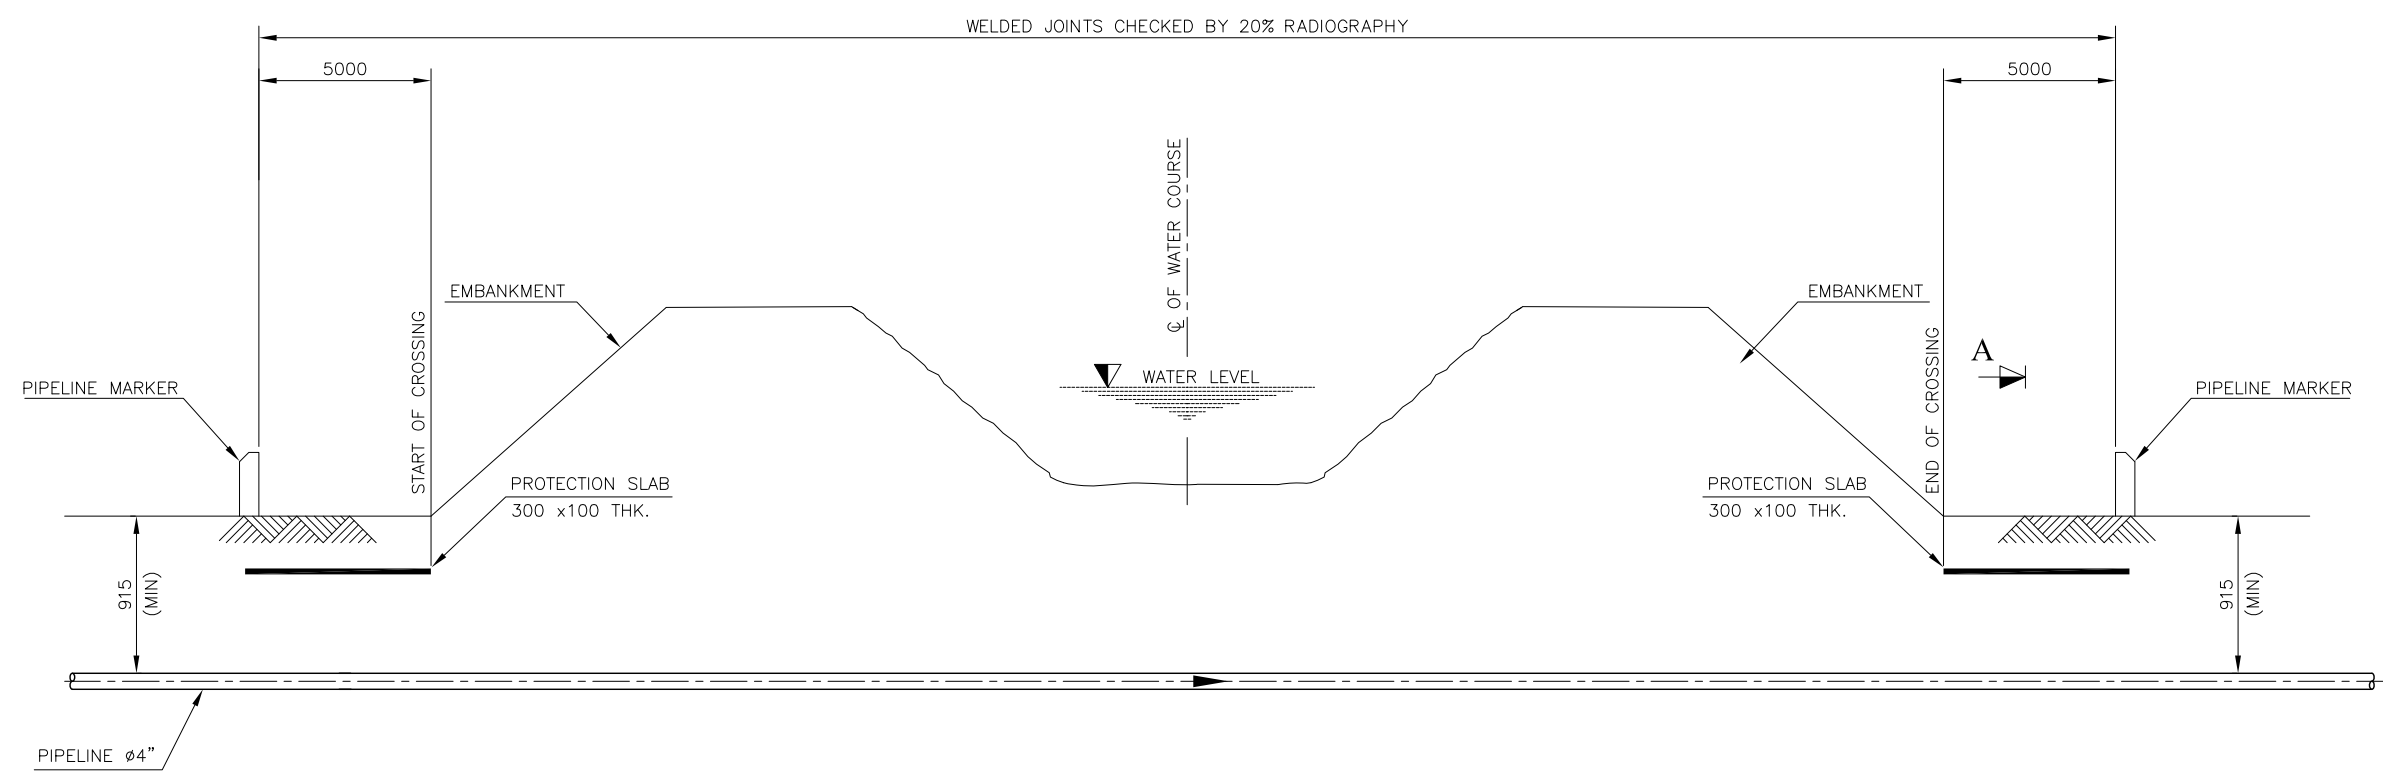 WELDED JOINTS CHECKED BY 20% RADIOGRAPHY
5000
5000
℄ OF WATER COURSE
EMBANKMENT
EMBANKMENT
START OF CROSSING
END OF CROSSING
A
WATER LEVEL
PIPELINE MARKER
PIPELINE MARKER
PROTECTION SLAB
300 x100 THK.
PROTECTION SLAB
300 x100 THK.
915
(MIN)
915
(MIN)
PIPELINE ø4"